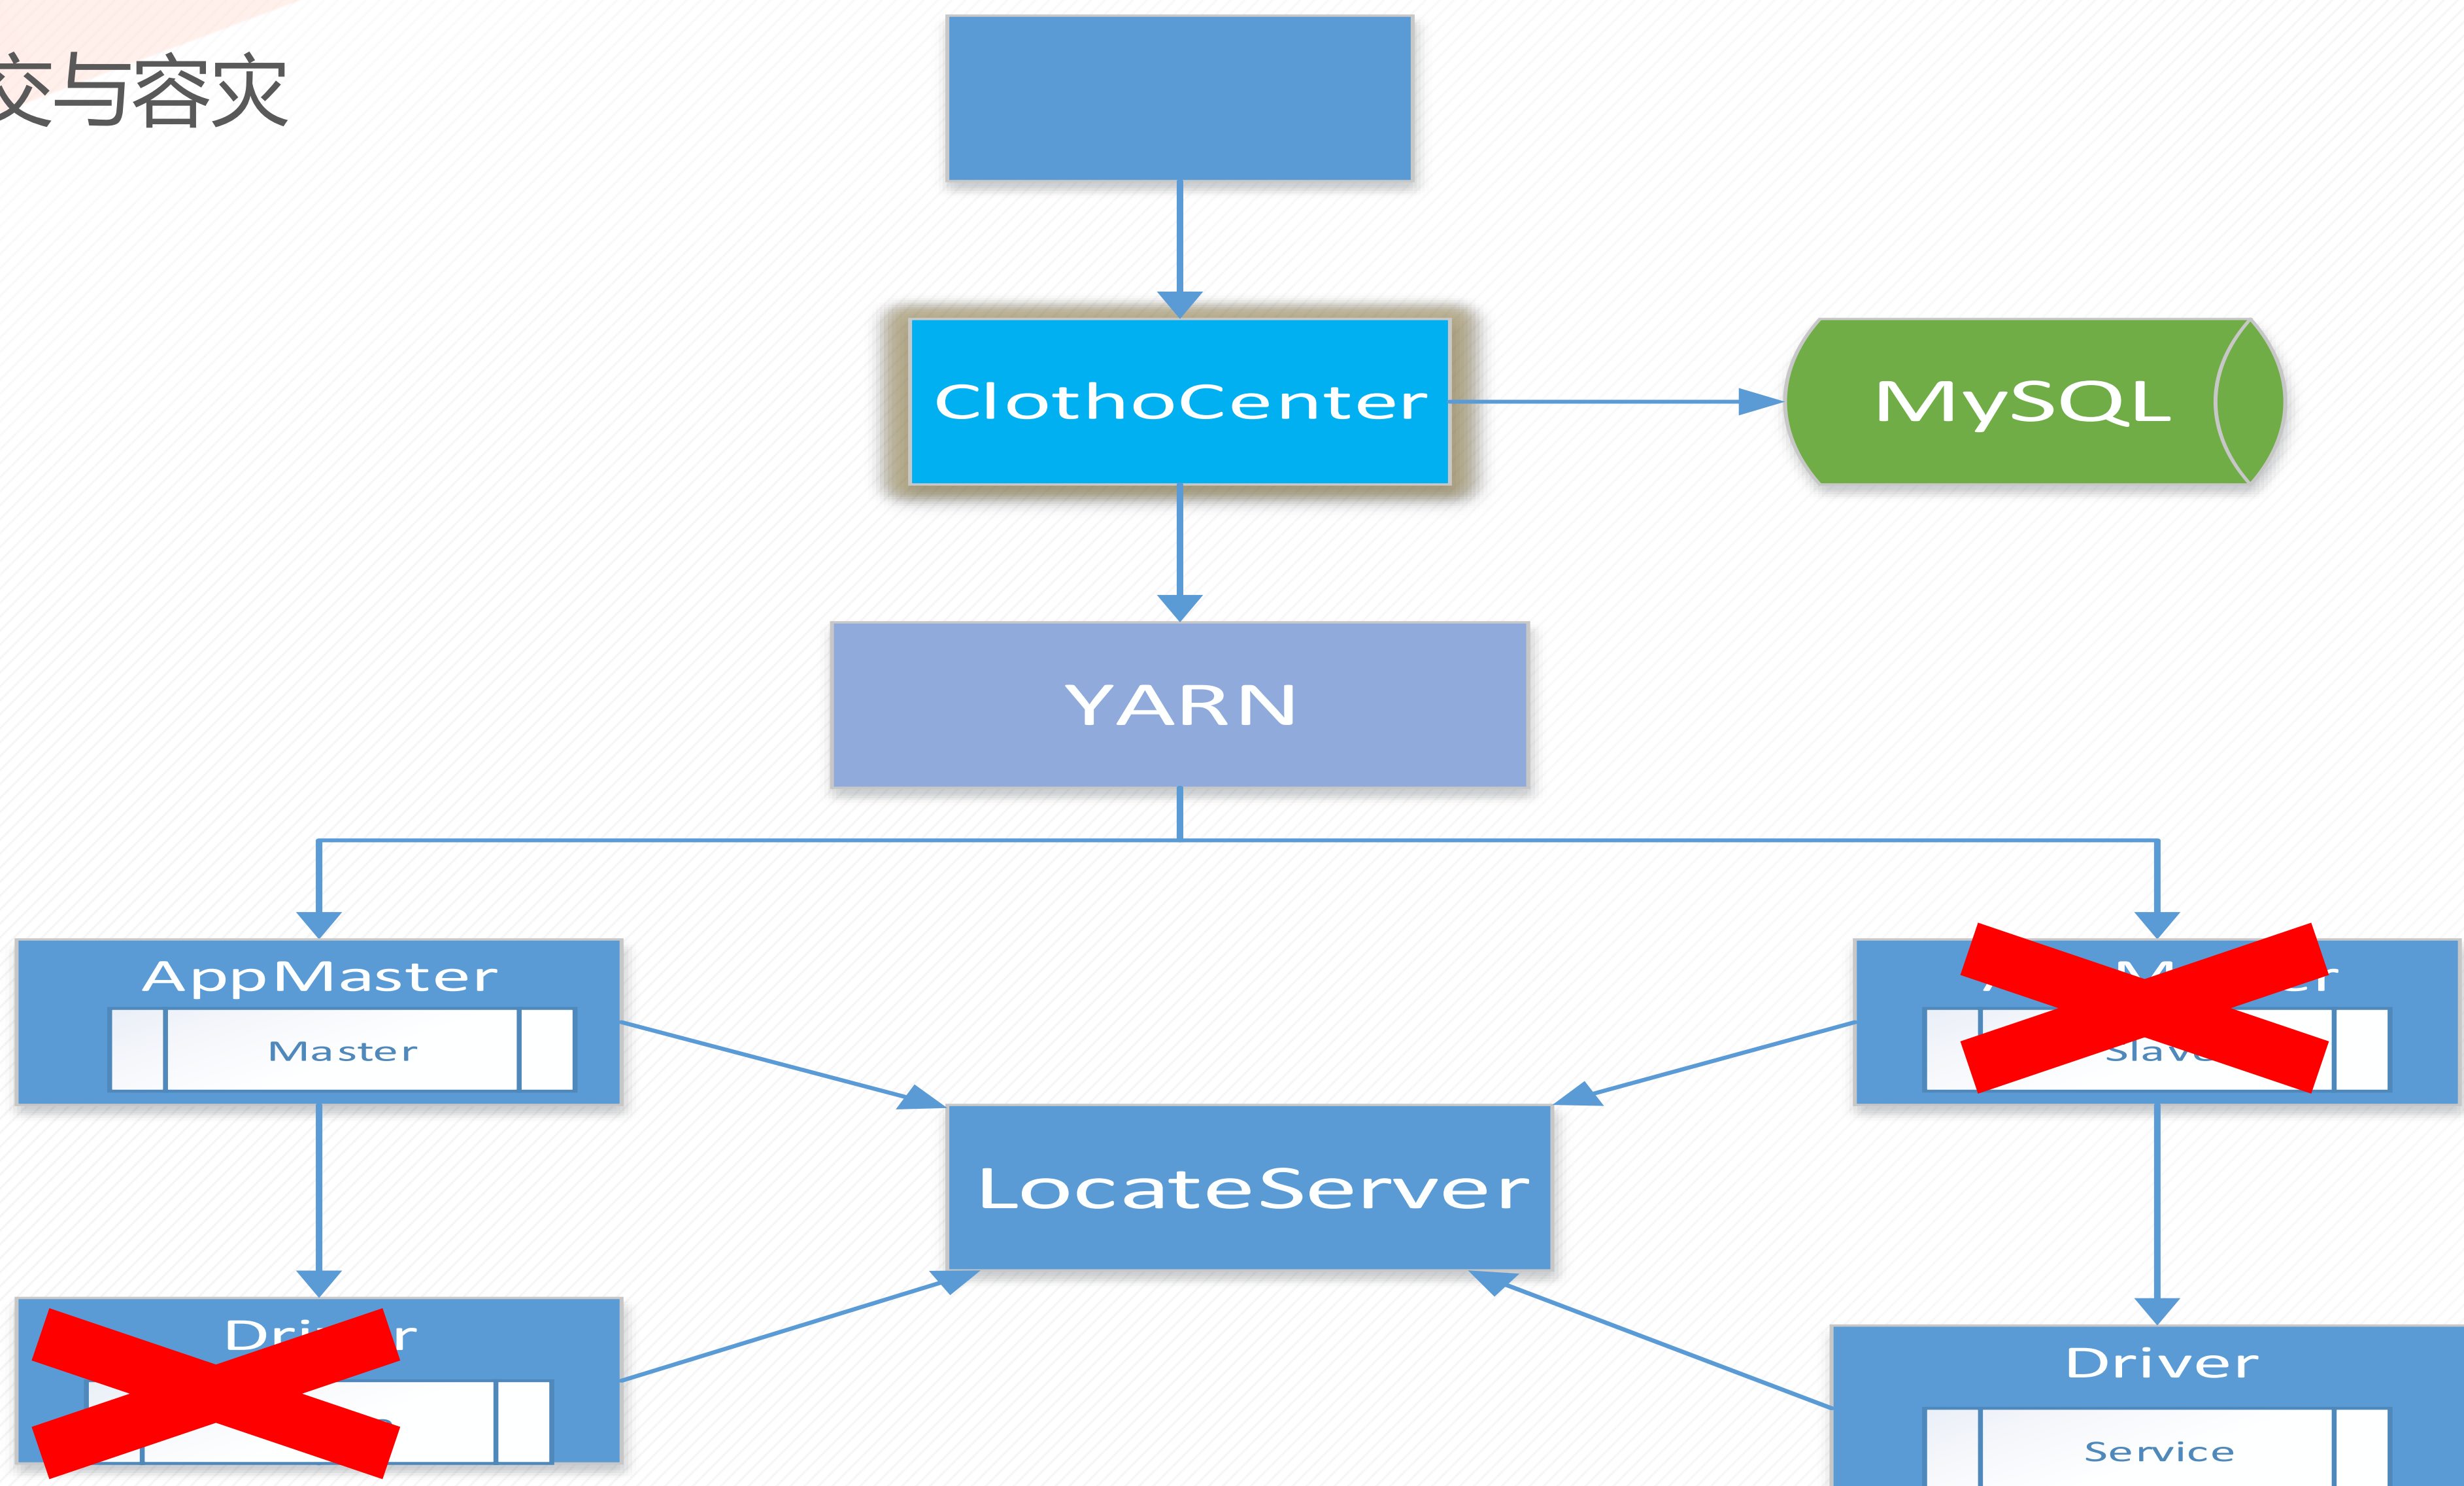 交与容灾
ClothoCenter
MySQL
YARN
AppMaster
Master
LocateServer
Driver
Service